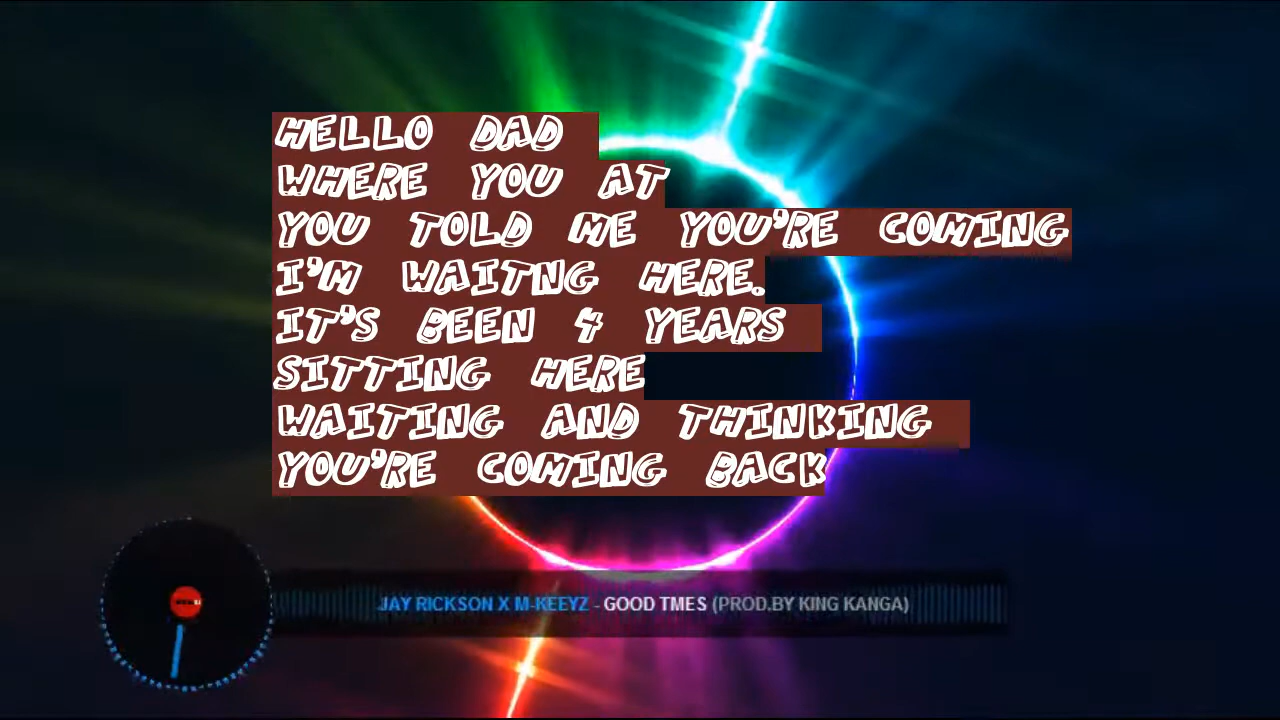 HELLO DAD
WHERE YOU AT
YOU TOLD ME YOU'RE COMING
I'M WAITNG HERE.
IT'S BEEN 4 YEARS
SITTING HERE
WAITING AND THINKING
YOU'RE COMING BACK
JAY RICKSON X M-KEEYZ - GOOD TMES (PROD.BY KING KANGA)